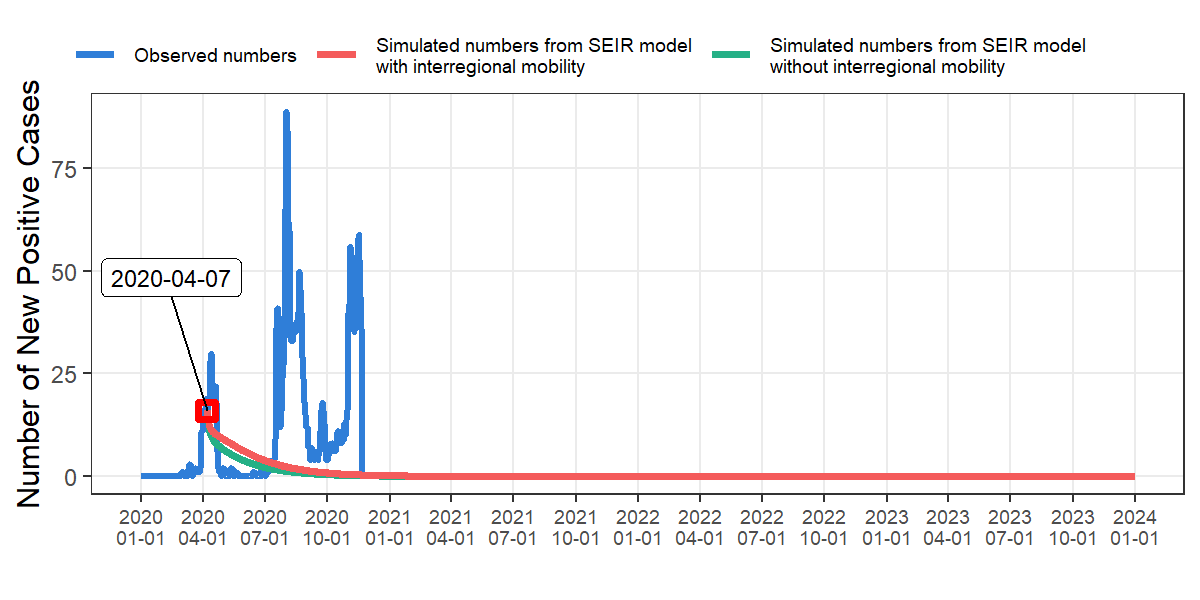 Observed numbers
Simulated numbers from SEIR model
with interregional mobility
Simulated numbers from SEIR model
without interregional mobility
Number of New Positive Cases
75
50
25
0
2020-04-07
2020 2020 2020 2020 2021 2021 2021 2021 2022 2022 2022 2022 2023 2023 2023 2023 2024
01-01 04-01 07-01 10-01 01-01 04-01 07-01 10-01 01-01 04-01 07-01 10-01 01-01 04-01 07-01 10-01 01-01